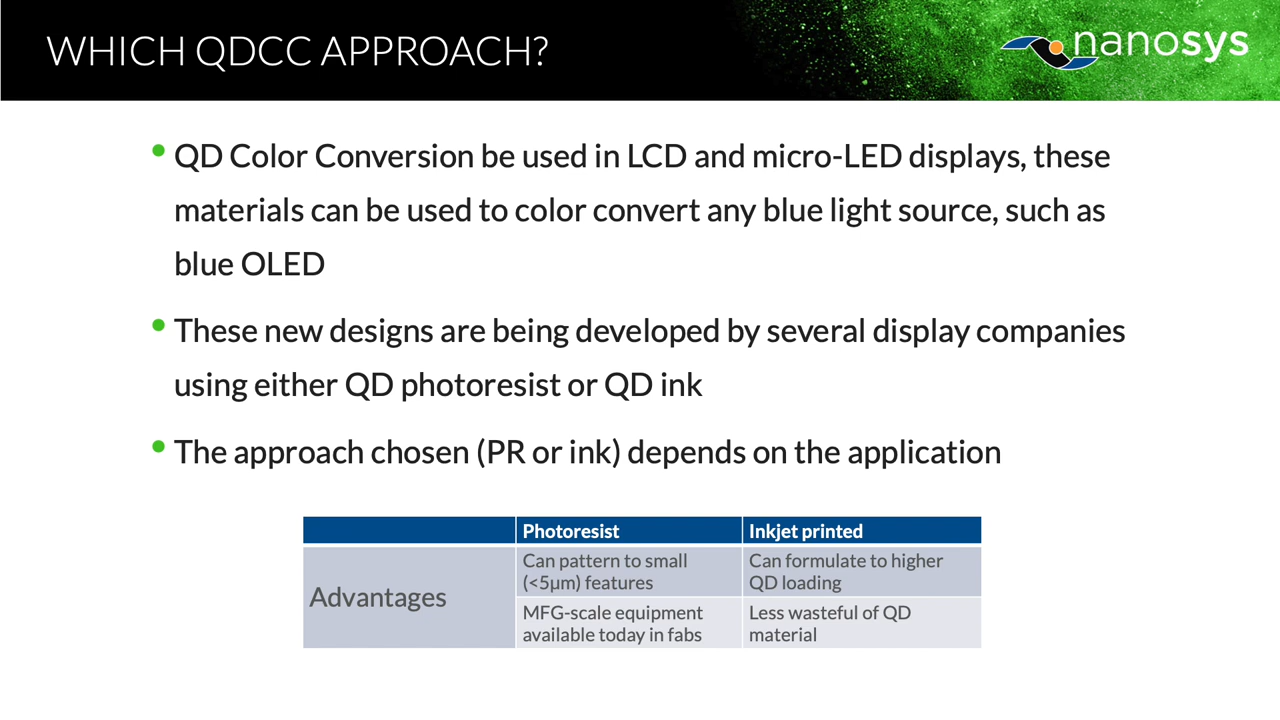 WHICH QDCC APPROACH?
nanosys
• QD Color Conversion be used in LCD and micro-LED displays, these
materials can be used to color convert any blue light source, such as
blue OLED
• These new designs are being developed by several display companies
using either QD photoresist or QD ink
• The approach chosen (PR or ink) depends on the application
Photoresist
Inkjet printed
Advantages
Can pattern to small
(<5µm) features
Can formulate to higher
QD loading
MFG-scale equipment
available today in fabs
Less wasteful of QD
material